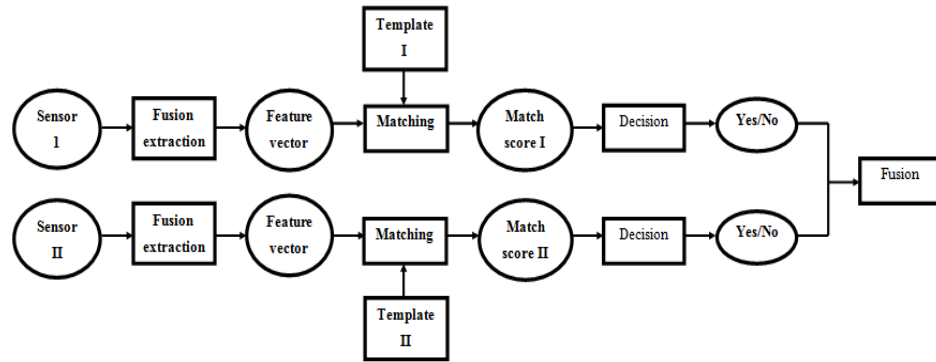 Template
I
Sensor
1
Fusion
extraction
Feature
vector
Matching
Match
score I
Decision
Yes/No
Fusion
Sensor
II
Fusion
extraction
Feature
vector
Matching
Match
score II
Decision
Yes/No
Template
II